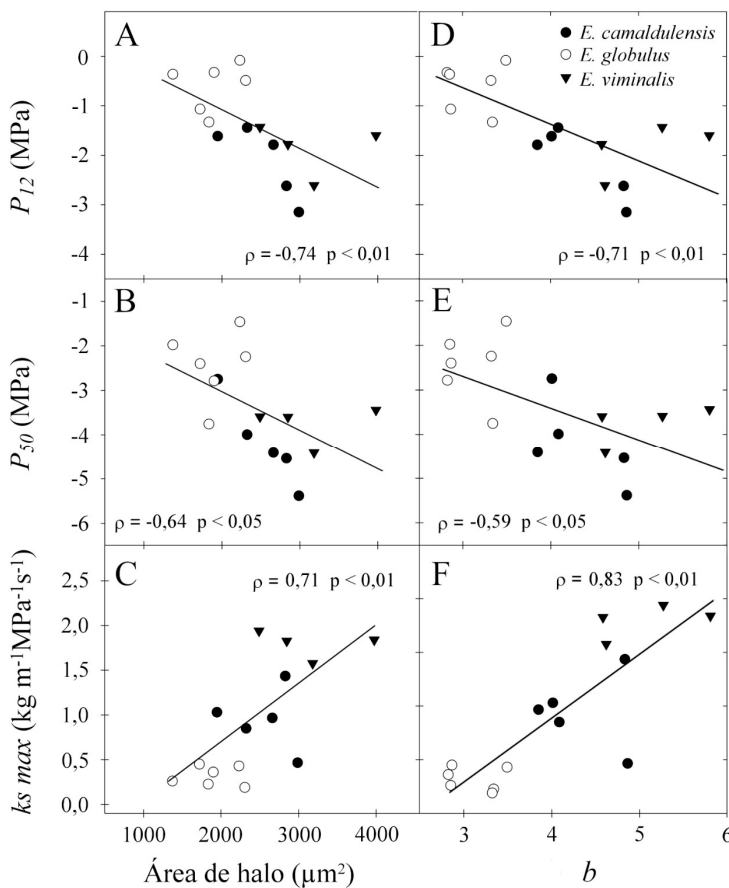 A
D
E. camaldulensis
E. globulus
E. viminalis
0
-1
-2
-3
-4
P12 (MPa)
ρ = -0,74 p < 0,01
ρ = -0,71 p < 0,01
B
E
-1
-2
-3
-4
-5
-6
P50 (MPa)
ρ = -0,64 p < 0,05
ρ = -0,59 p < 0,05
C
F
2,5
2,0
1,5
1,0
0,5
0,0
ks max (kg m⁻¹MPa⁻¹s⁻¹)
ρ = 0,71 p < 0,01
ρ = 0,83 p < 0,01
1000 2000 3000 4000
3 4 5 6
Área de halo (µm²)
b